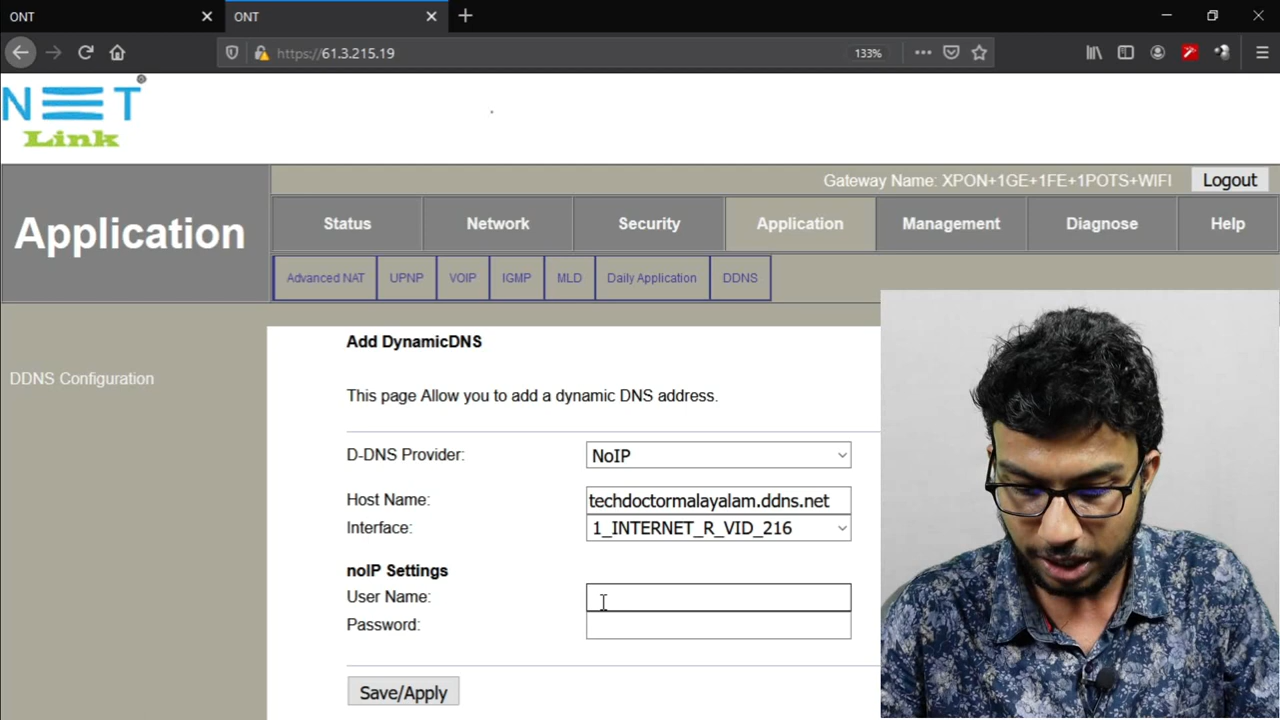 ONT
ONT
https://61.3.215.19
133%
NET
Link
Gateway Name: XPON+1GE+1FE+1POTS+WIFI
Logout
Application
Status
Network
Security
Application
Management
Diagnose
Help
Advanced NAT
UPNP
VOIP
IGMP
MLD
Daily Application
DDNS
DDNS Configuration
Add DynamicDNS
This page Allow you to add a dynamic DNS address.
D-DNS Provider:
NoIP
Host Name:
techdoctormalayalam.ddns.net
Interface:
1_INTERNET_R_VID_216
noIP Settings
User Name:
Password:
Save/Apply